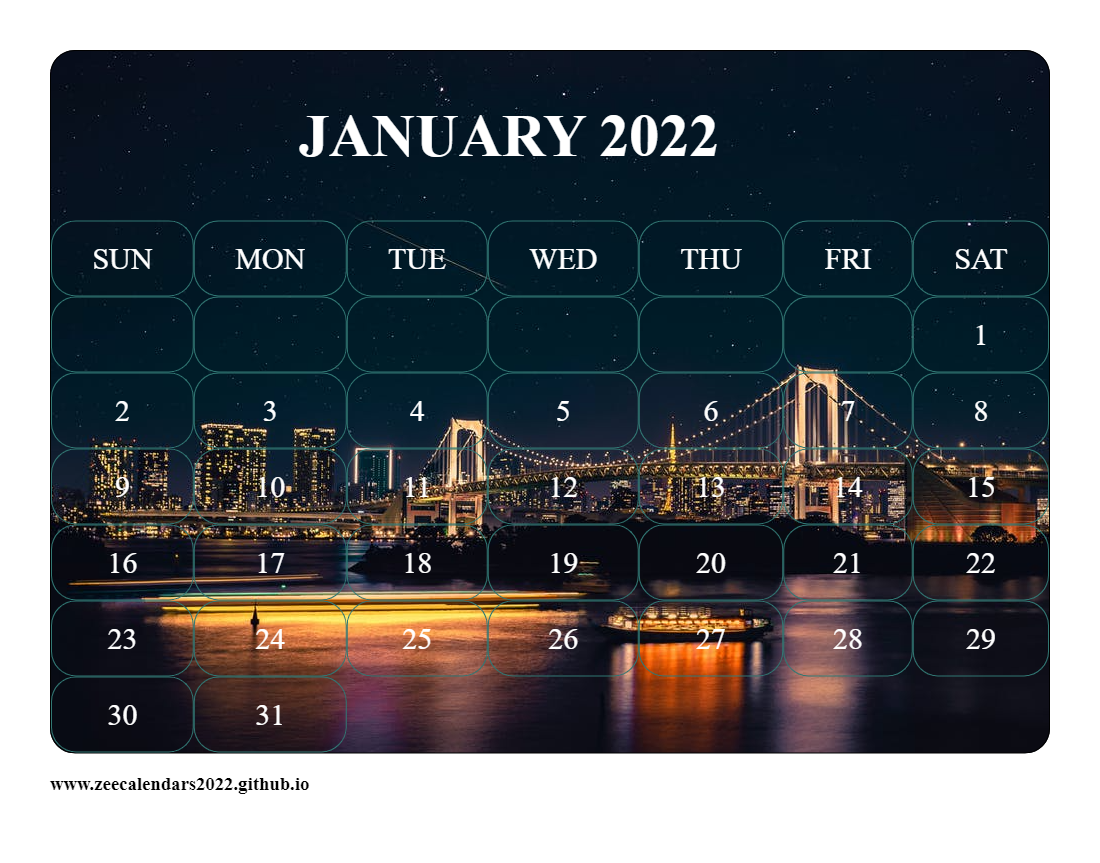 JANUARY 2022
SUN MON TUE WED THU FRI SAT
1
2 3 4 5 6 7 8
9 10 11 12 13 14 15
16 17 18 19 20 21 22
23 24 25 26 27 28 29
30 31
www.zeecalendars2022.github.io